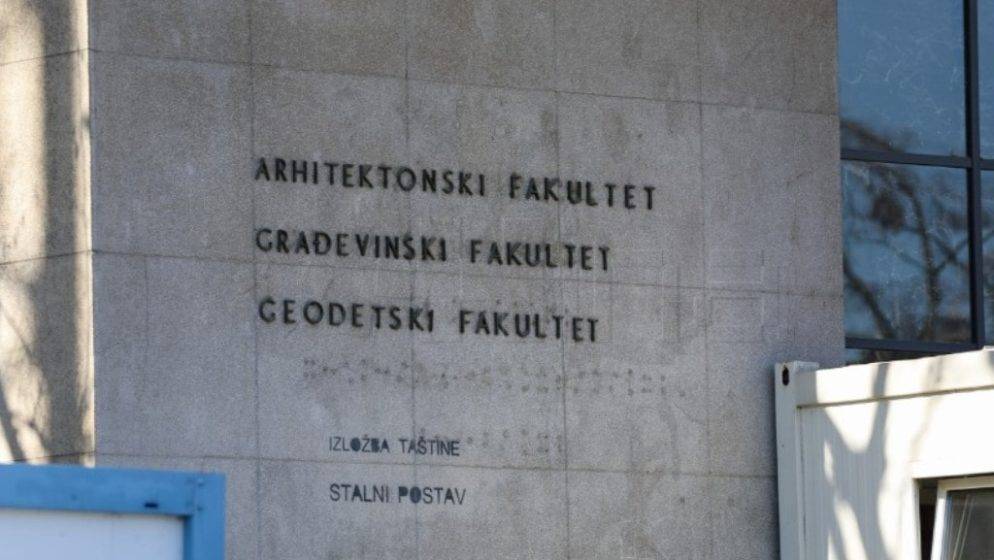 ARHITEKTONSKI FAKULTET
GRAĐEVINSKI FAKULTET
GEODETSKI FAKULTET
IZLOŽBA TAŠTINE
STALNI POSTAV